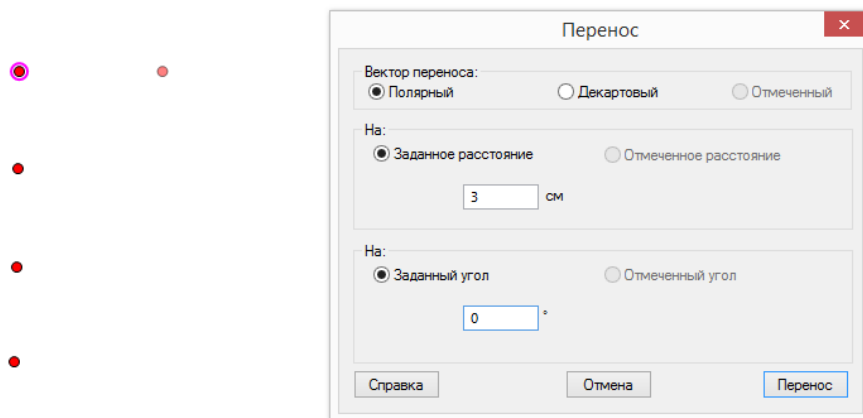 Перенос
Вектор переноса:
Полярный Декартовый Отмеченный
На:
Заданное расстояние Отмеченное расстояние
3 см
На:
Заданный угол Отмеченный угол
0 °
Справка Отмена Перенос